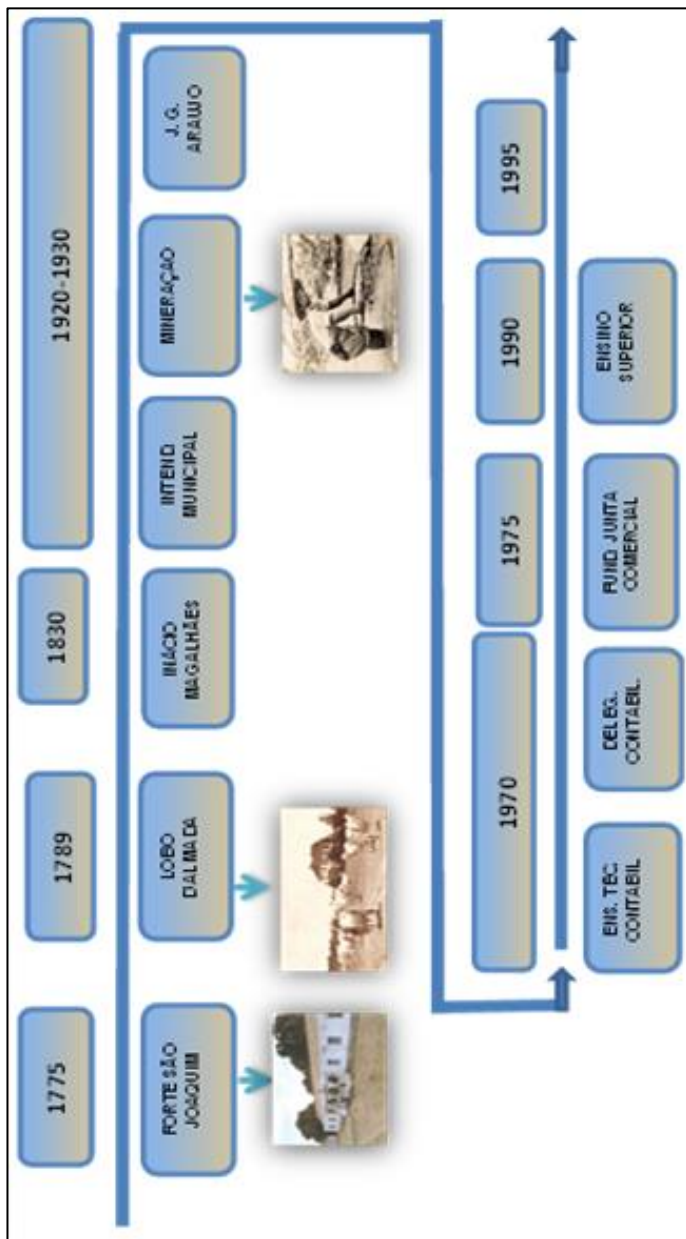 1775
1789
1830
1920-1930
FORTE SÃO
JOAQUIM
LOBO
DALMADA
INÁCIO
MAGALHÃES
INTEND
MUNICIPAL
MINERAÇÃO
J. G.
ARAUJO
1970
1975
1990
1995
ENS. TEC.
CONTABIL
DELEG.
CONTABIL.
FUND. JUNTA
COMERCIAL
ENSINO
SUPERIOR